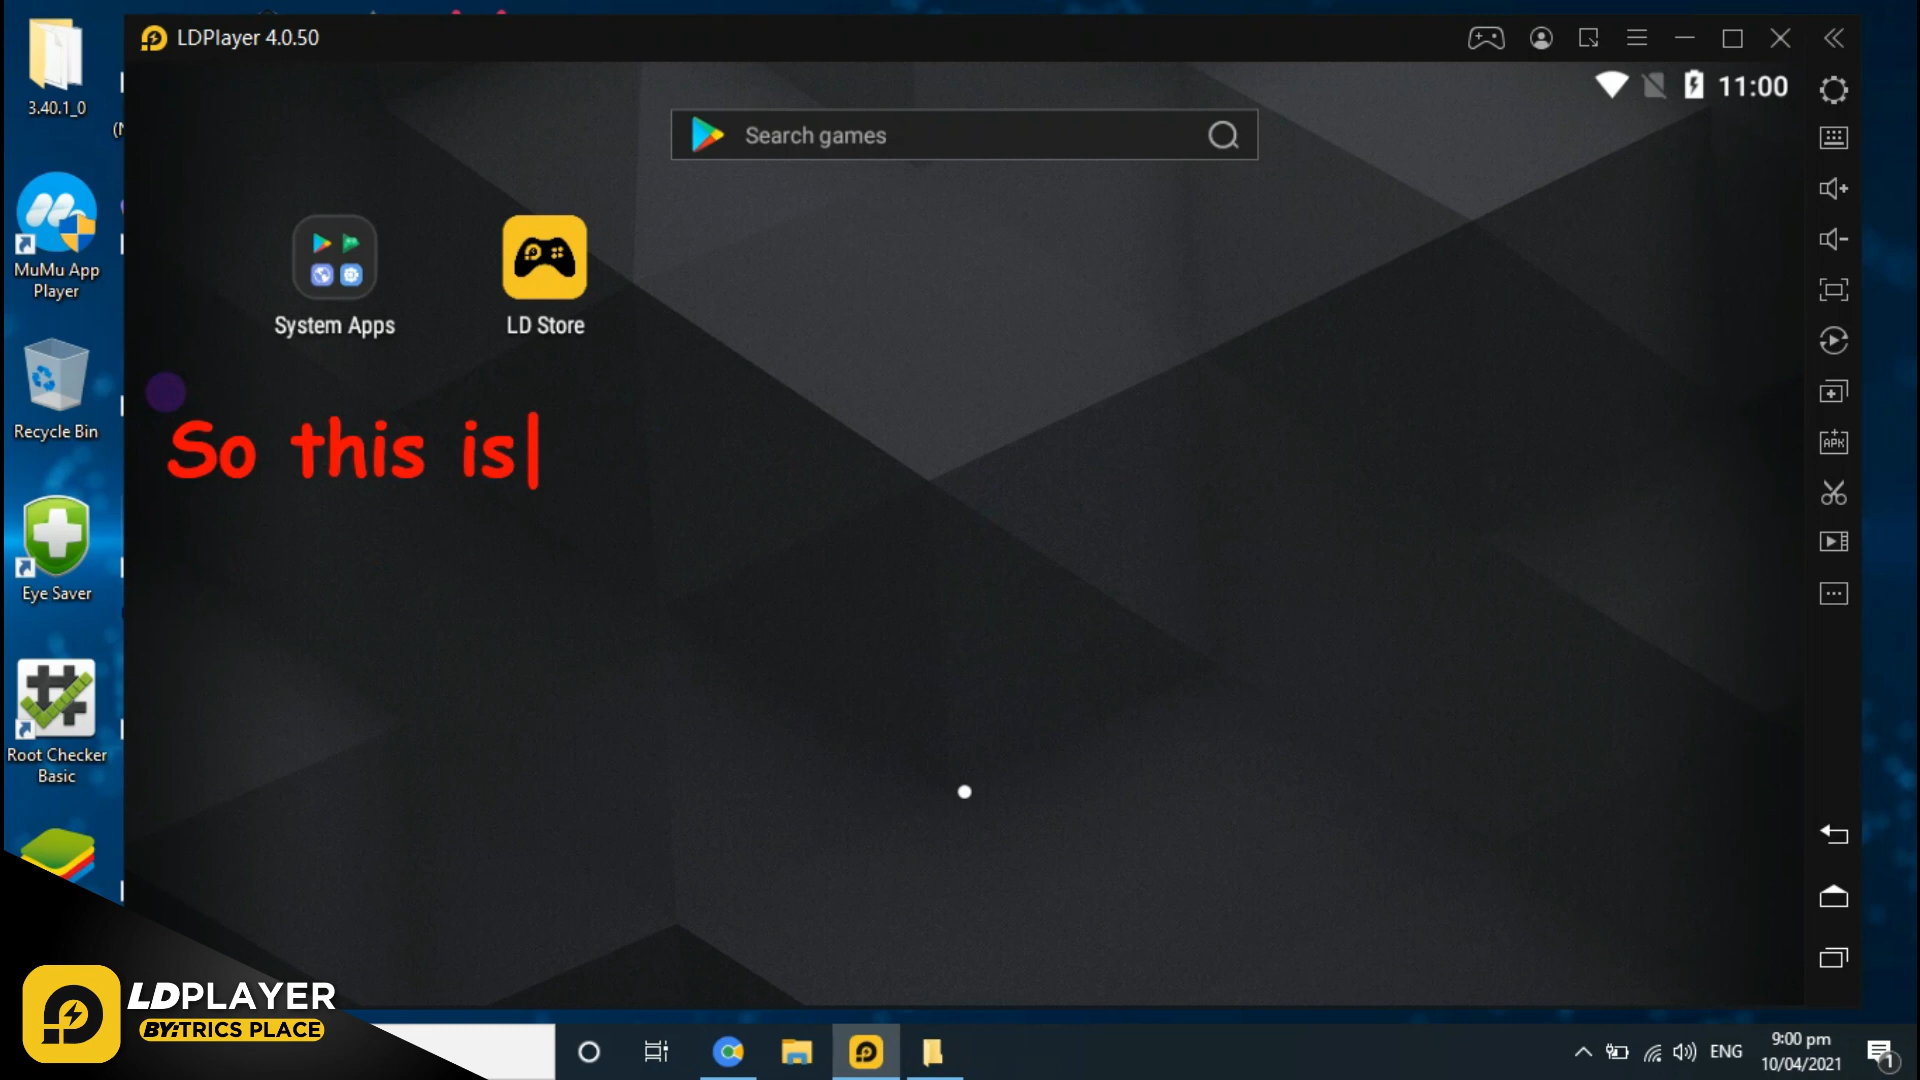 3.40.1_0
MuMu App
Player
Recycle Bin
Eye Saver
Root Checker
Basic
LDPlayer 4.0.50
11:00
Search games
System Apps
LD Store
So this is
APK
LDPLAYER
BY:TRICS PLACE
ENG
9:00 pm
10/04/2021
1